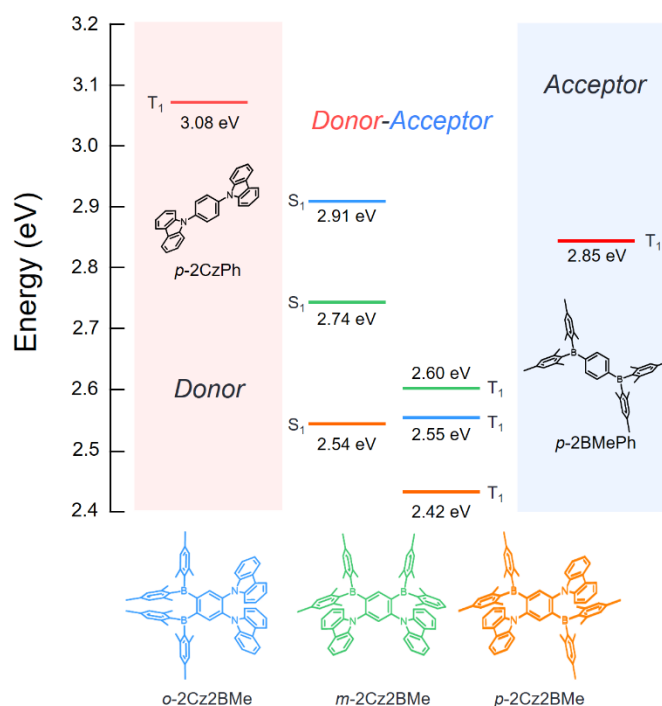 3.2
3.1
3.0
2.9
2.8
2.7
2.6
2.5
2.4
Energy (eV)
T1
3.08 eV
N
N
p-2CzPh
Donor
Donor-Acceptor
S1
2.91 eV
S1
2.74 eV
S1
2.54 eV
2.60 eV
T1
2.55 eV
T1
2.42 eV
T1
Acceptor
T1
2.85 eV
B
B
p-2BMePh
B
N
B
N
o-2Cz2BMe
B
B
N
N
m-2Cz2BMe
B
N
N
B
p-2Cz2BMe